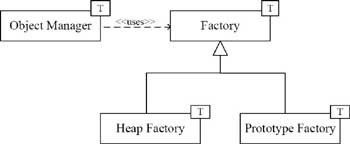 T
T
Object Manager
<<uses>>
Factory
T
T
Heap Factory
Prototype Factory